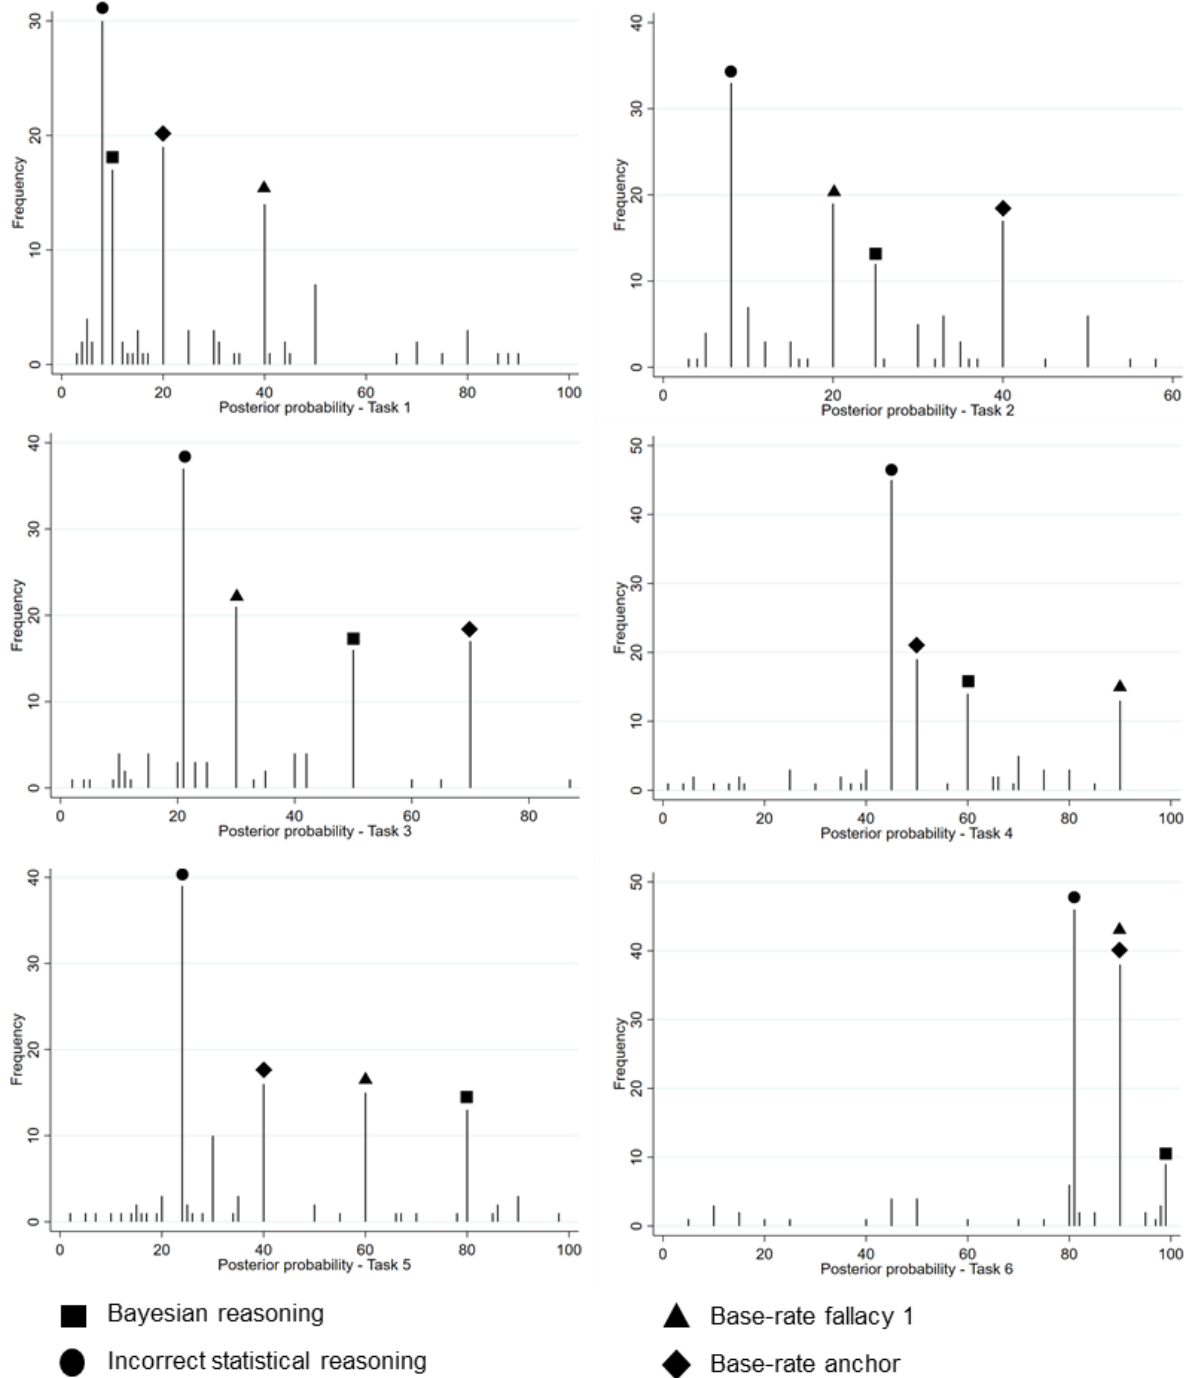 Frequency
0 10 20 30
0 20 40 60 80 100
Posterior probability - Task 1
Frequency
0 10 20 30 40
0 20 40 60
Posterior probability - Task 2
Frequency
0 10 20 30 40
0 20 40 60 80
Posterior probability - Task 3
Frequency
0 10 20 30 40 50
0 20 40 60 80 100
Posterior probability - Task 4
Frequency
0 10 20 30 40
0 20 40 60 80 100
Posterior probability - Task 5
Frequency
0 10 20 30 40 50
0 20 40 60 80 100
Posterior probability - Task 6
Bayesian reasoning
Base-rate fallacy 1
Incorrect statistical reasoning
Base-rate anchor